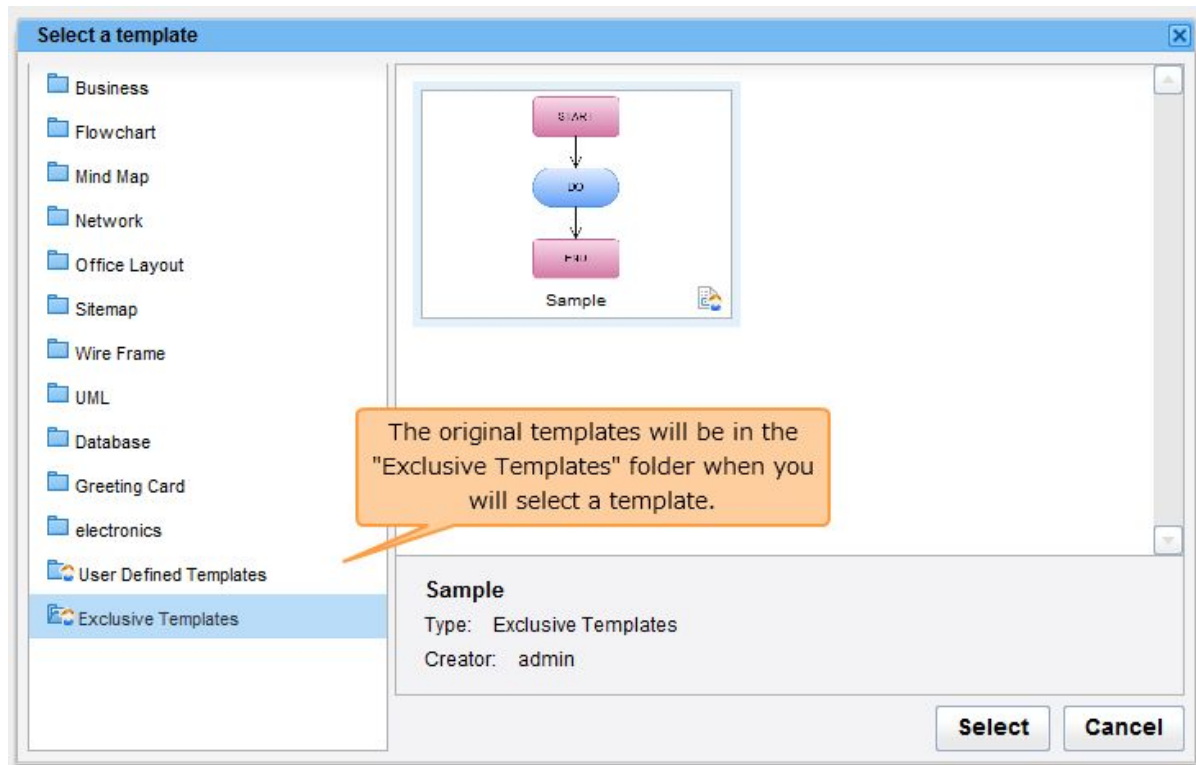 Select a template
Business
Flowchart
Mind Map
Network
Office Layout
Sitemap
Wire Frame
UML
Database
Greeting Card
electronics
User Defined Templates
Exclusive Templates
START
DO
END
Sample
The original templates will be in the
"Exclusive Templates" folder when you
will select a template.
Sample
Type: Exclusive Templates
Creator: admin
Select Cancel